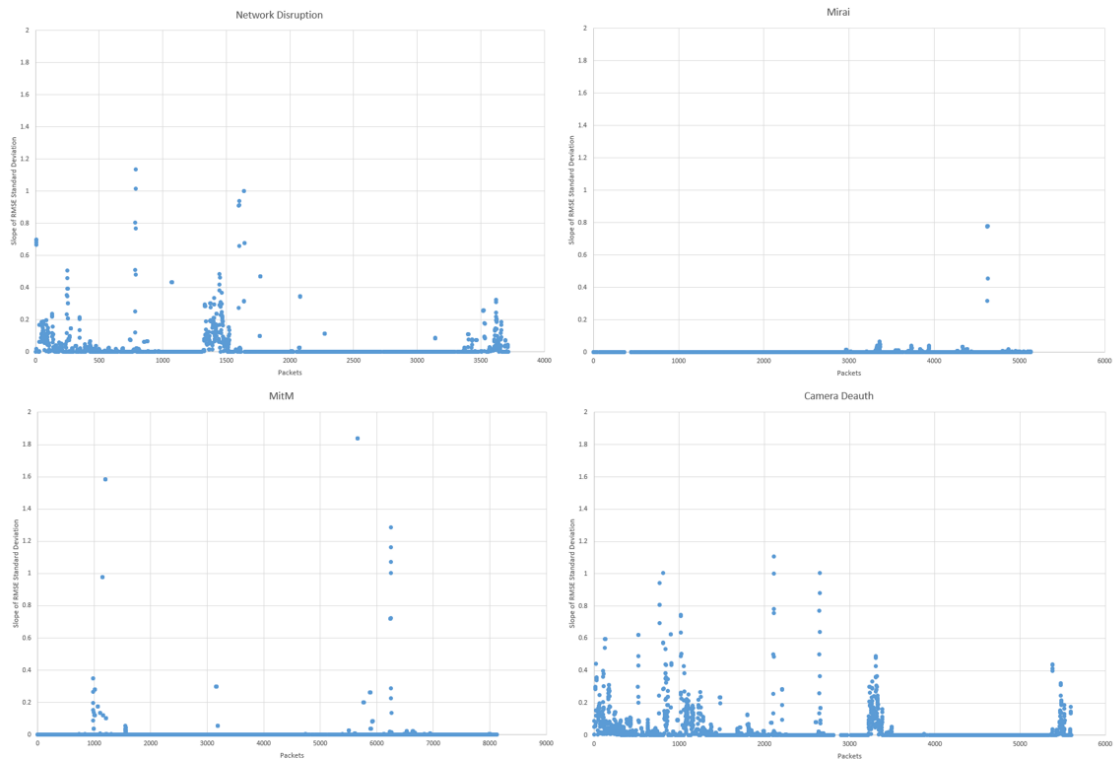 Network Disruption
Slope of RMSE Standard Deviation
2
1.8
1.6
1.4
1.2
1
0.8
0.6
0.4
0.2
0
0 500 1000 1500 2000 2500 3000 3500 4000
Packets
Mirai
Slope of RMSE Standard Deviation
2
1.8
1.6
1.4
1.2
1
0.8
0.6
0.4
0.2
0
0 1000 2000 3000 4000 5000 6000
Packets
MitM
Slope of RMSE Standard Deviation
2
1.8
1.6
1.4
1.2
1
0.8
0.6
0.4
0.2
0
0 1000 2000 3000 4000 5000 6000 7000 8000 9000
Packets
Camera Deauth
Slope of RMSE Standard Deviation
2
1.8
1.6
1.4
1.2
1
0.8
0.6
0.4
0.2
0
0 1000 2000 3000 4000 5000 6000
Packets